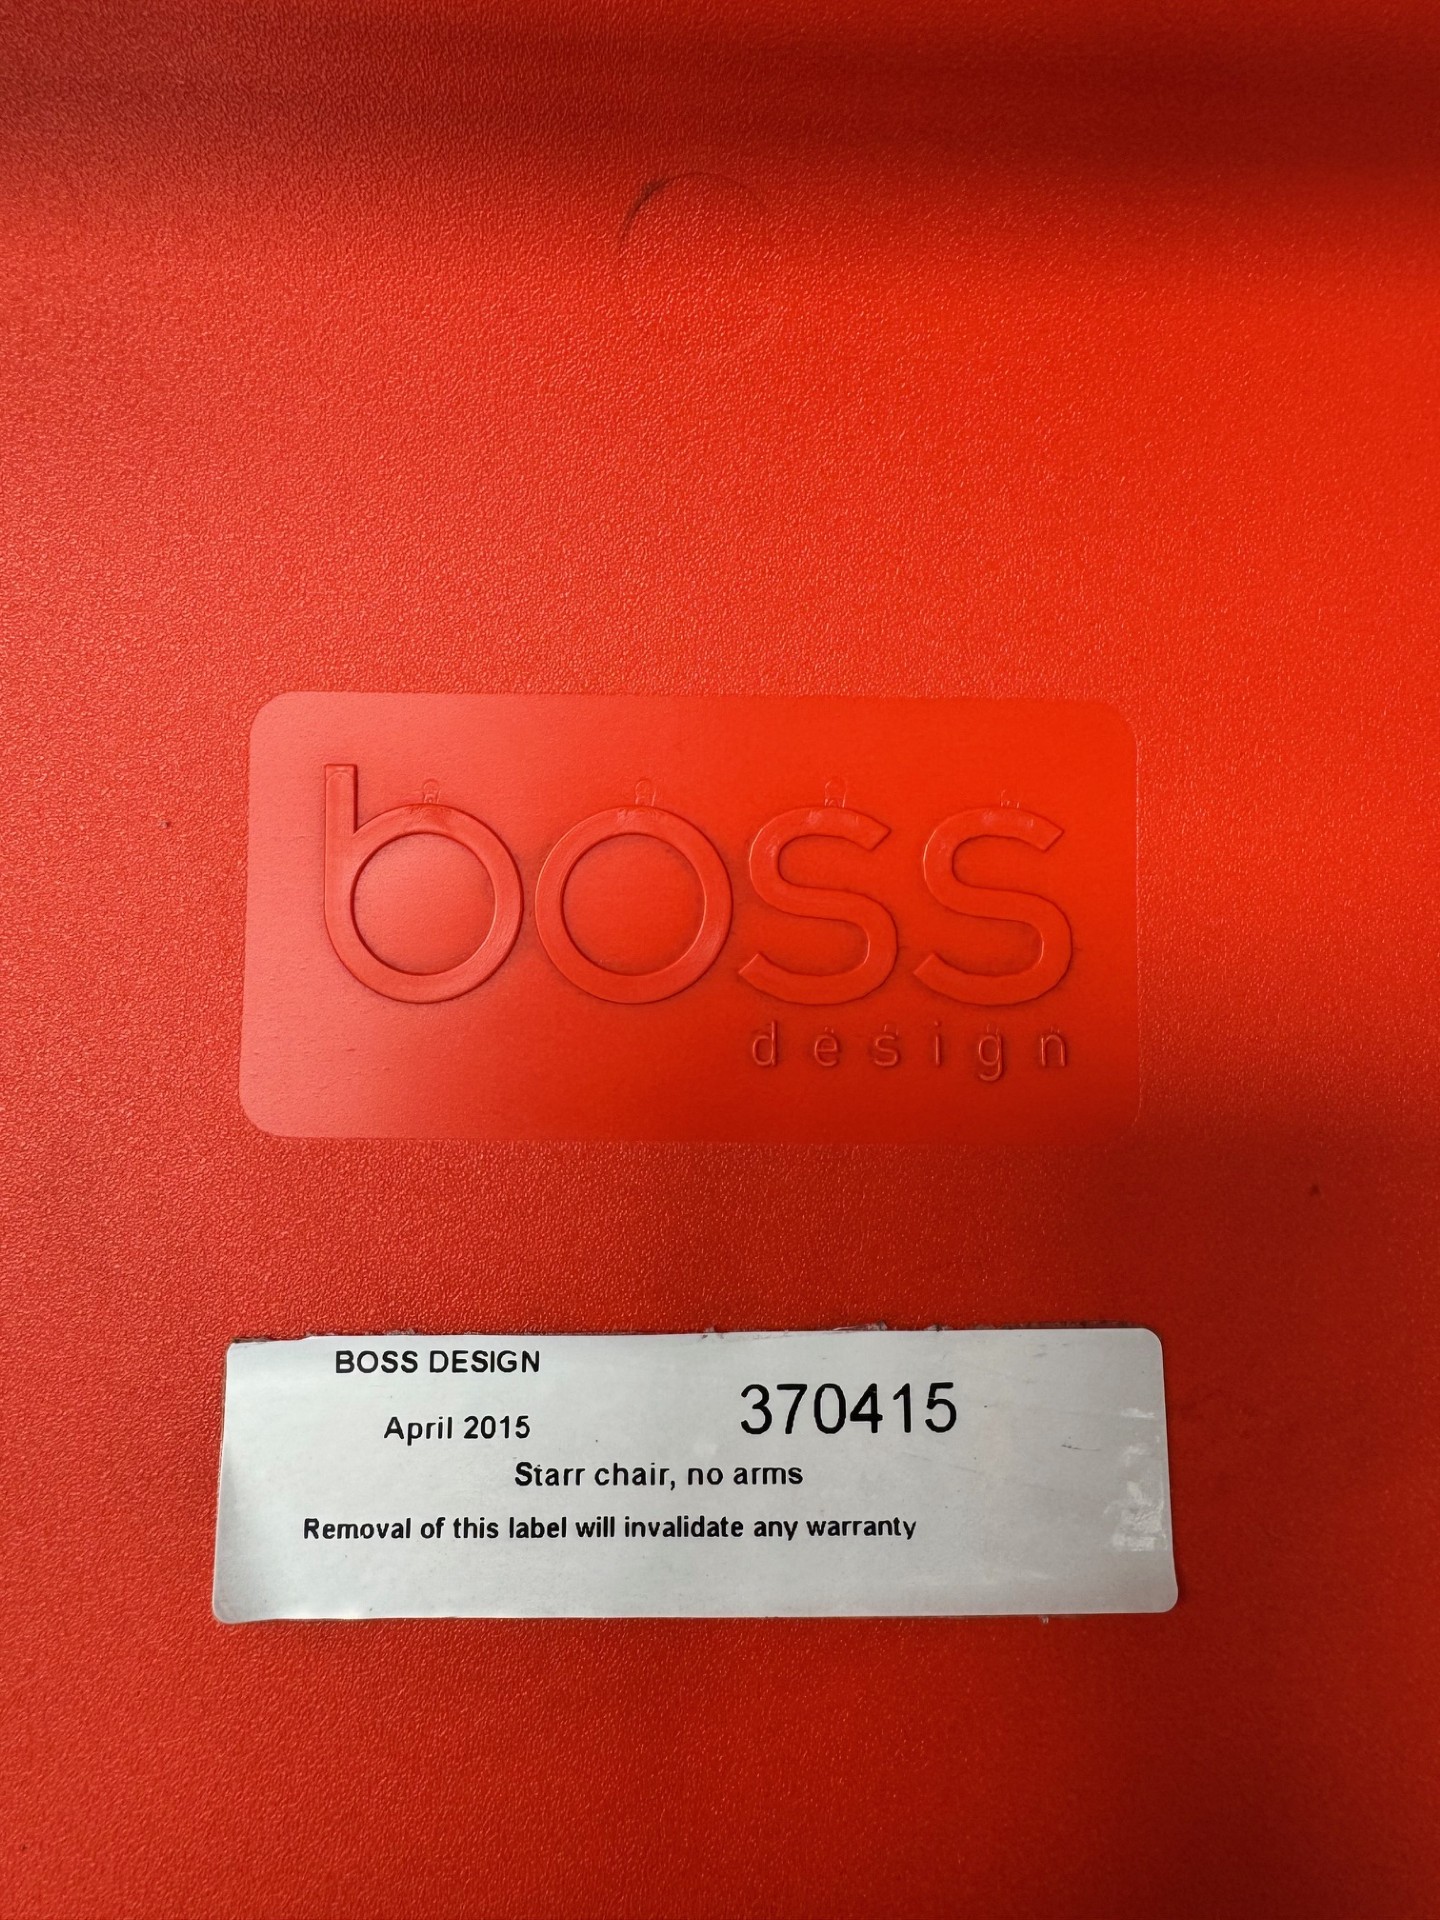 boss
design
BOSS DESIGN
370415
April 2015
Starr chair, no arms
Removal of this label will invalidate any warranty